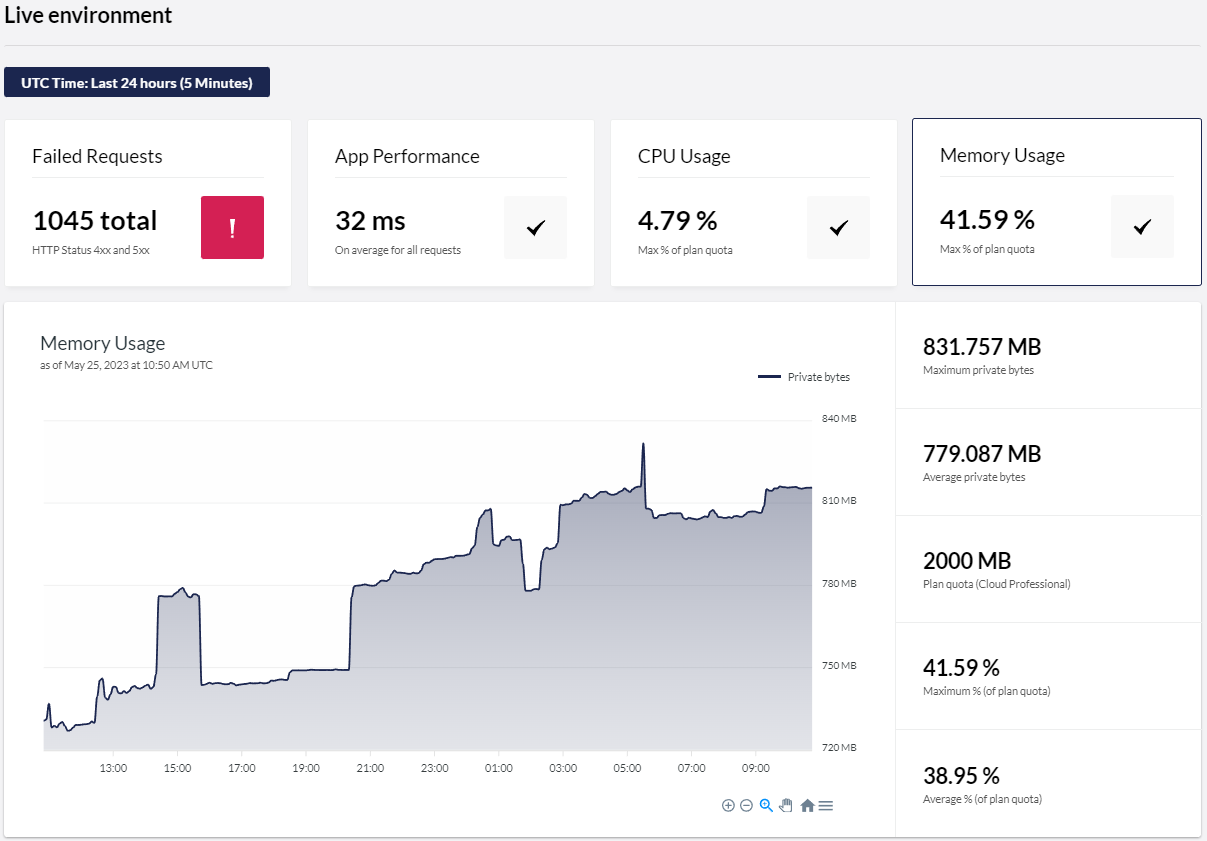 Live environment
UTC Time: Last 24 hours (5 Minutes)
Failed Requests
1045 total
HTTP Status 4xx and 5xx
!
App Performance
32 ms
On average for all requests
CPU Usage
4.79 %
Max % of plan quota
Memory Usage
41.59 %
Max % of plan quota
Memory Usage
as of May 25, 2023 at 10:50 AM UTC
Private bytes
840 MB
810 MB
780 MB
750 MB
720 MB
13:00 15:00 17:00 19:00 21:00 23:00 01:00 03:00 05:00 07:00 09:00
831.757 MB
Maximum private bytes
779.087 MB
Average private bytes
2000 MB
Plan quota (Cloud Professional)
41.59 %
Maximum % (of plan quota)
38.95 %
Average % (of plan quota)